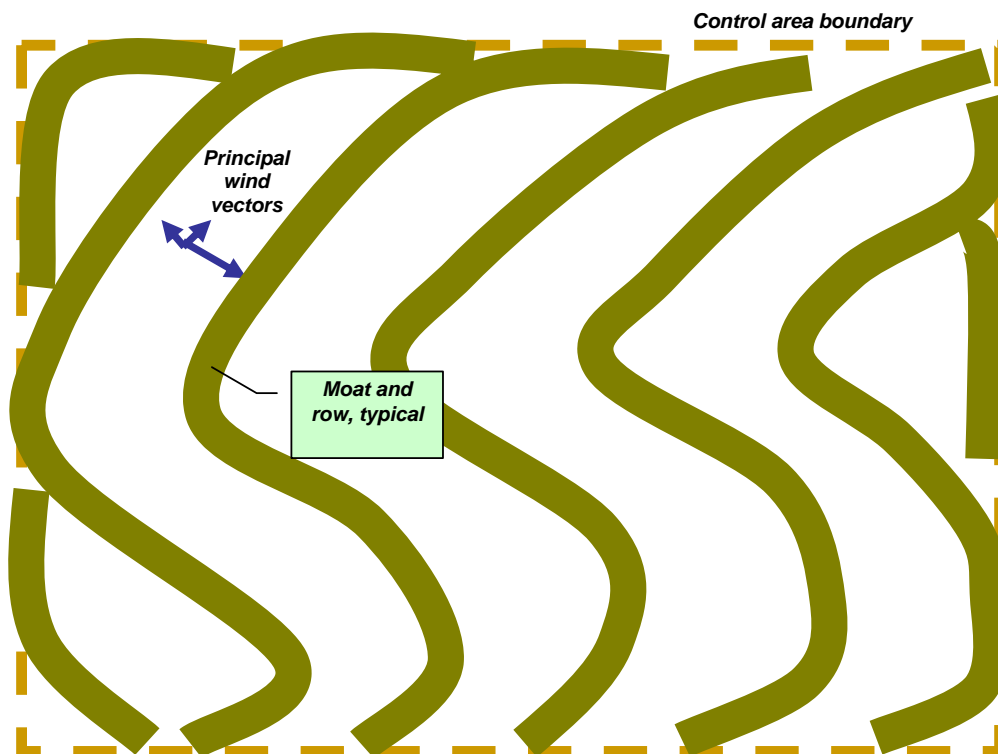 Control area boundary
Principal
wind
vectors
Moat and
row, typical